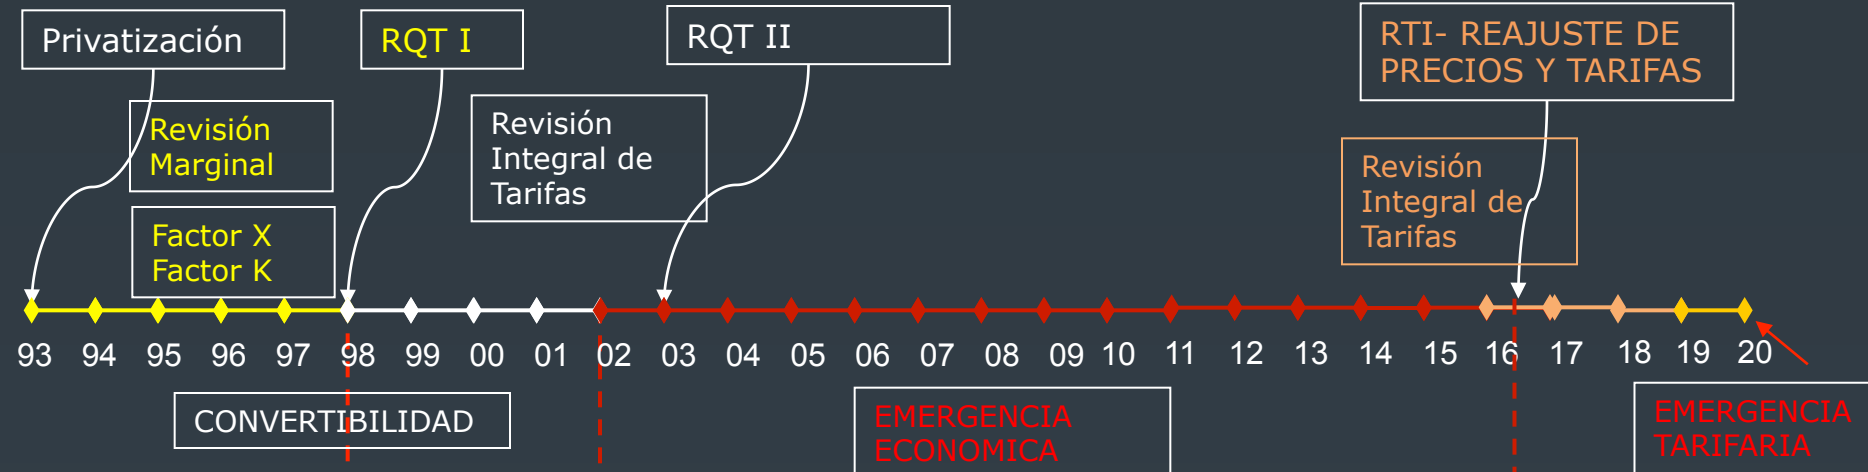 Privatización
RQT I
RQT II
RTI- REAJUSTE DE
PRECIOS Y TARIFAS
Revisión
Marginal
Revisión
Integral de
Tarifas
Revisión
Integral de
Tarifas
Factor X
Factor K
93 94 95 96 97 98 99 00 01 02 03 04 05 06 07 08 09 10 11 12 13 14 15 16 17 18 19 20
CONVERTIBILIDAD
EMERGENCIA
ECONOMICA
EMERGENCIA
TARIFARIA